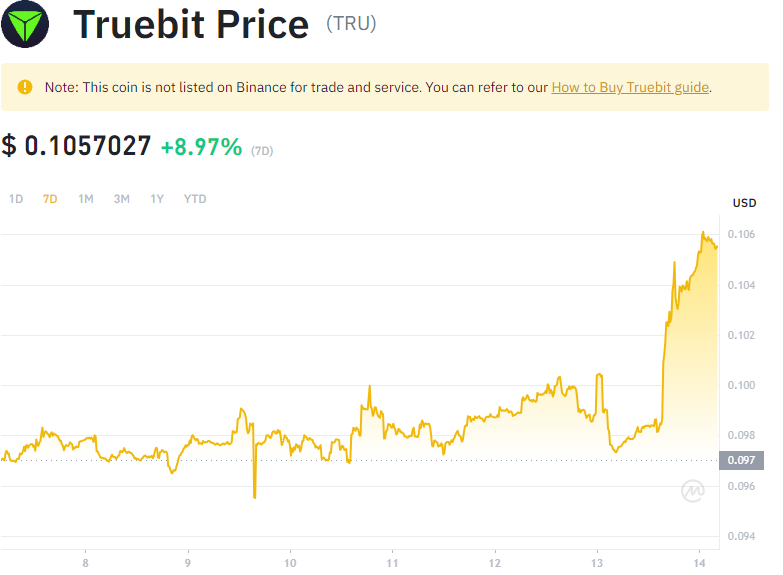 Truebit Price (TRU)
Note: This coin is not listed on Binance for trade and service. You can refer to our How to Buy Truebit guide.
$ 0.1057027 +8.97% (7D)
1D 7D 1M 3M 1Y YTD
USD
0.106
0.104
0.102
0.100
0.098
0.097
0.096
0.094
8 9 10 11 12 13 14